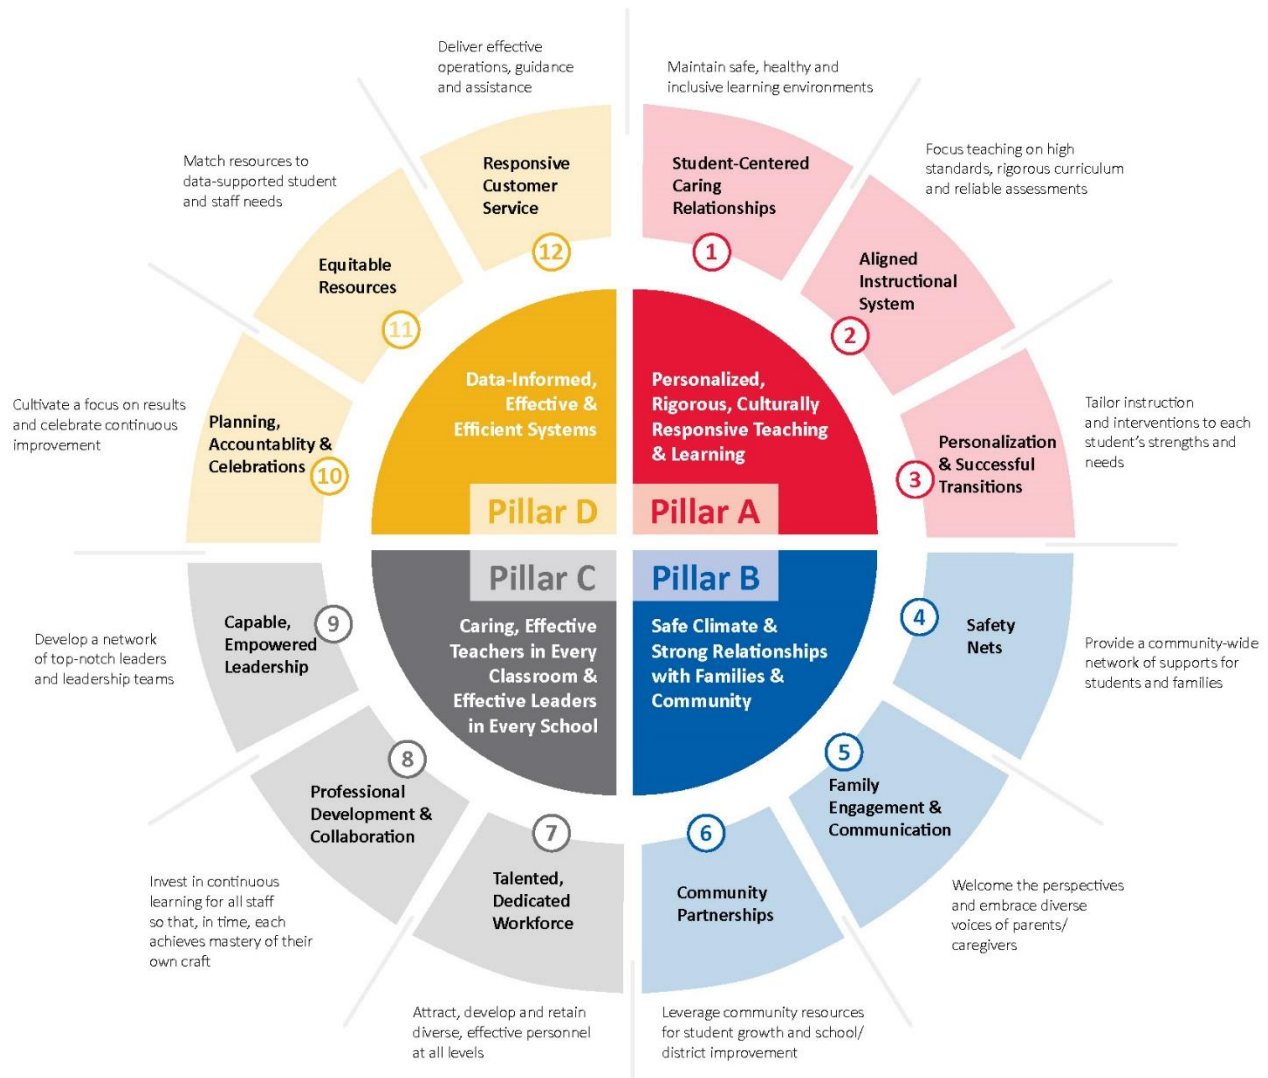 Deliver effective
operations, guidance
and assistance
Maintain safe, healthy and
inclusive learning environments
Match resources to
data-supported student
and staff needs
Focus teaching on high
standards, rigorous curriculum
and reliable assessments
Responsive
Customer
Service
12
Student-Centered
Caring
Relationships
1
Equitable
Resources
11
Aligned
Instructional
System
2
Cultivate a focus on results
and celebrate continuous
improvement
Planning,
Accountablity &
Celebrations
10
Data-Informed,
Effective &
Efficient Systems
Pillar D
Personalized,
Rigorous, Culturally
Responsive Teaching
& Learning
Pillar A
Personalization
& Successful
Transitions
3
Tailor instruction
and interventions to each
student’s strengths and
needs
Develop a network
of top-notch leaders
and leadership teams
Capable,
Empowered
Leadership
9
Pillar C
Caring, Effective
Teachers in Every
Classroom &
Effective Leaders
in Every School
Pillar B
Safe Climate &
Strong Relationships
with Families &
Community
4
Safety
Nets
Provide a community-wide
network of supports for
students and families
8
Professional
Development &
Collaboration
7
Talented,
Dedicated
Workforce
6
Community
Partnerships
5
Family
Engagement &
Communication
Invest in continuous
learning for all staff
so that, in time, each
achieves mastery of their
own craft
Welcome the perspectives
and embrace diverse
voices of parents/
caregivers
Attract, develop and retain
diverse, effective personnel
at all levels
Leverage community resources
for student growth and school/
district improvement